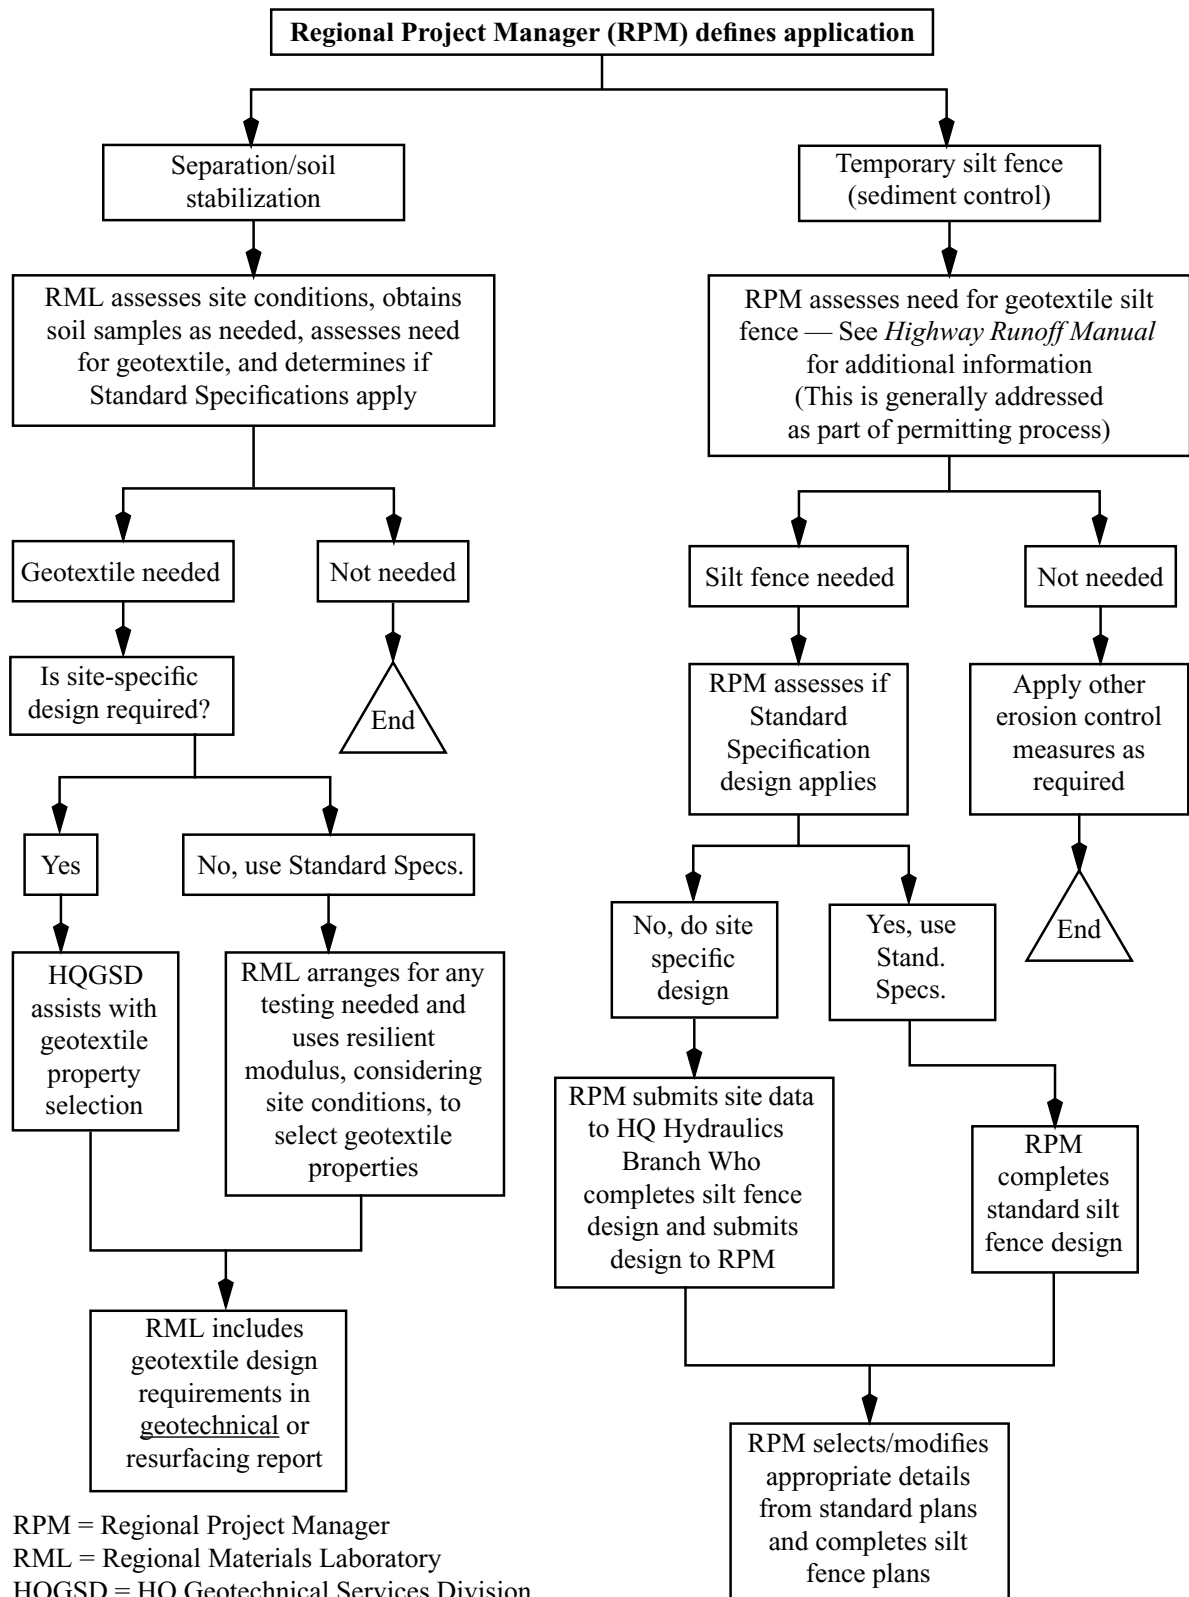 Regional Project Manager (RPM) defines application
Separation/soil
stabilization
RML assesses site conditions, obtains
soil samples as needed, assesses need
for geotextile, and determines if
Standard Specifications apply
Geotextile needed
Not needed
Is site-specific
design required?
End
Yes
No, use Standard Specs.
HQGSD
assists with
geotextile
property
selection
RML arranges for any
testing needed and
uses resilient
modulus, considering
site conditions, to
select geotextile
properties
RML includes
geotextile design
requirements in
geotechnical or
resurfacing report
Temporary silt fence
(sediment control)
RPM assesses need for geotextile silt
fence — See Highway Runoff Manual
for additional information
(This is generally addressed
as part of permitting process)
Silt fence needed
Not needed
RPM assesses if
Standard
Specification
design applies
Apply other
erosion control
measures as
required
End
No, do site
specific
design
Yes, use
Stand.
Specs.
RPM submits site data
to HQ Hydraulics
Branch Who
completes silt fence
design and submits
design to RPM
RPM
completes
standard silt
fence design
RPM selects/modifies
appropriate details
from standard plans
and completes silt
fence plans
RPM = Regional Project Manager
RML = Regional Materials Laboratory
HQGSD = HQ Geotechnical Services Division